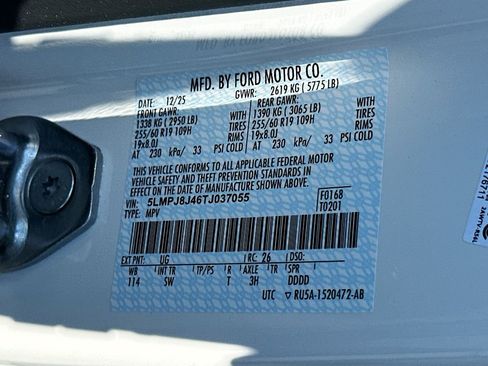 MFD. BY FORD MOTOR CO.
DATE: 12/25 GVWR: 2619 KG (5775 LB)
FRONT GAWR: REAR GAWR:
1338 KG (2950 LB) WITH 1390 KG (3065 LB) WITH
255/60 R19 109H TIRES 255/60 R19 109H TIRES
19x8.0J RIMS 19x8.0J RIMS
AT 230 kPa/ 33 PSI COLD AT 230 kPa/ 33 PSI COLD
THIS VEHICLE CONFORMS TO ALL APPLICABLE FEDERAL MOTOR
VEHICLE SAFETY AND THEFT PREVENTION STANDARDS IN EFFECT
ON THE DATE OF MANUFACTURE SHOWN ABOVE.
VIN: 5LMPJ8J46TJ037055 F0168
TYPE: MPV T0201
EXT PNT: UG RC: 26 DSO:
WB INT TR TP/PS R AXLE TR SPR
114 SW T 3H DDDD
UTC ▽ RU5A-1520472-AB